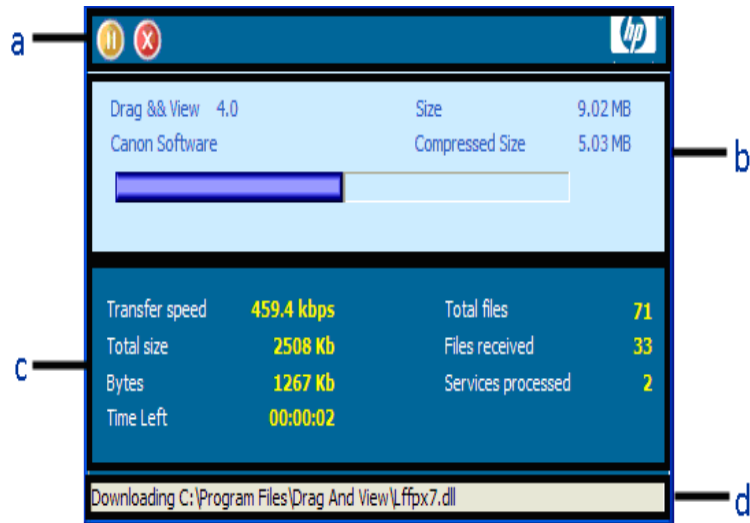 a
hp
Drag && View 4.0 Size 9.02 MB
Canon Software Compressed Size 5.03 MB
b
Transfer speed 459.4 kbps Total files 71
Total size 2508 Kb Files received 33
c
Bytes 1267 Kb Services processed 2
Time Left 00:00:02
Downloading C:\Program Files\Drag And View\Lffpx7.dll
d